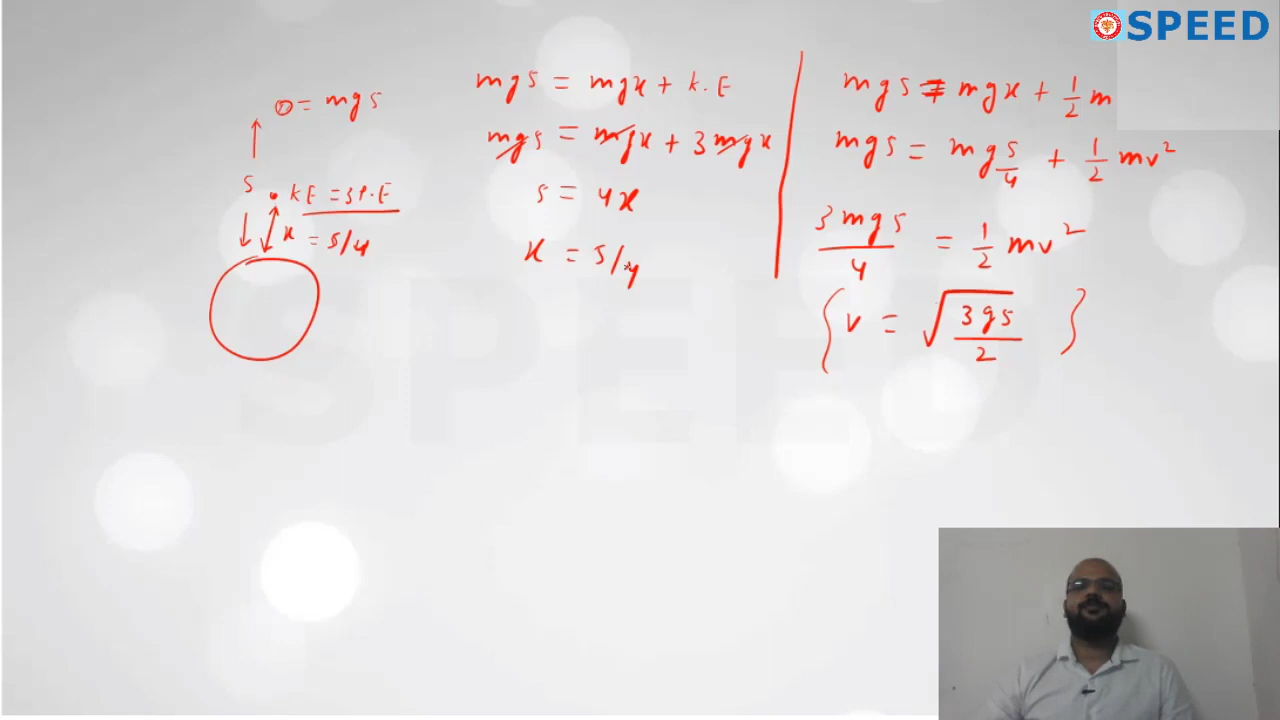 SPEED
m = mgs
s
KE = 3P.E
x = s/4
mgs = mgx + K.E
mgs = mgx + 3mgx
s = 4x
x = s/4
mgs = mgx + 1/2 m
mgs = mg s/4 + 1/2 mv²
3mgs/4 = 1/2 mv²
{ v = √(3gs/2) }
SPEED